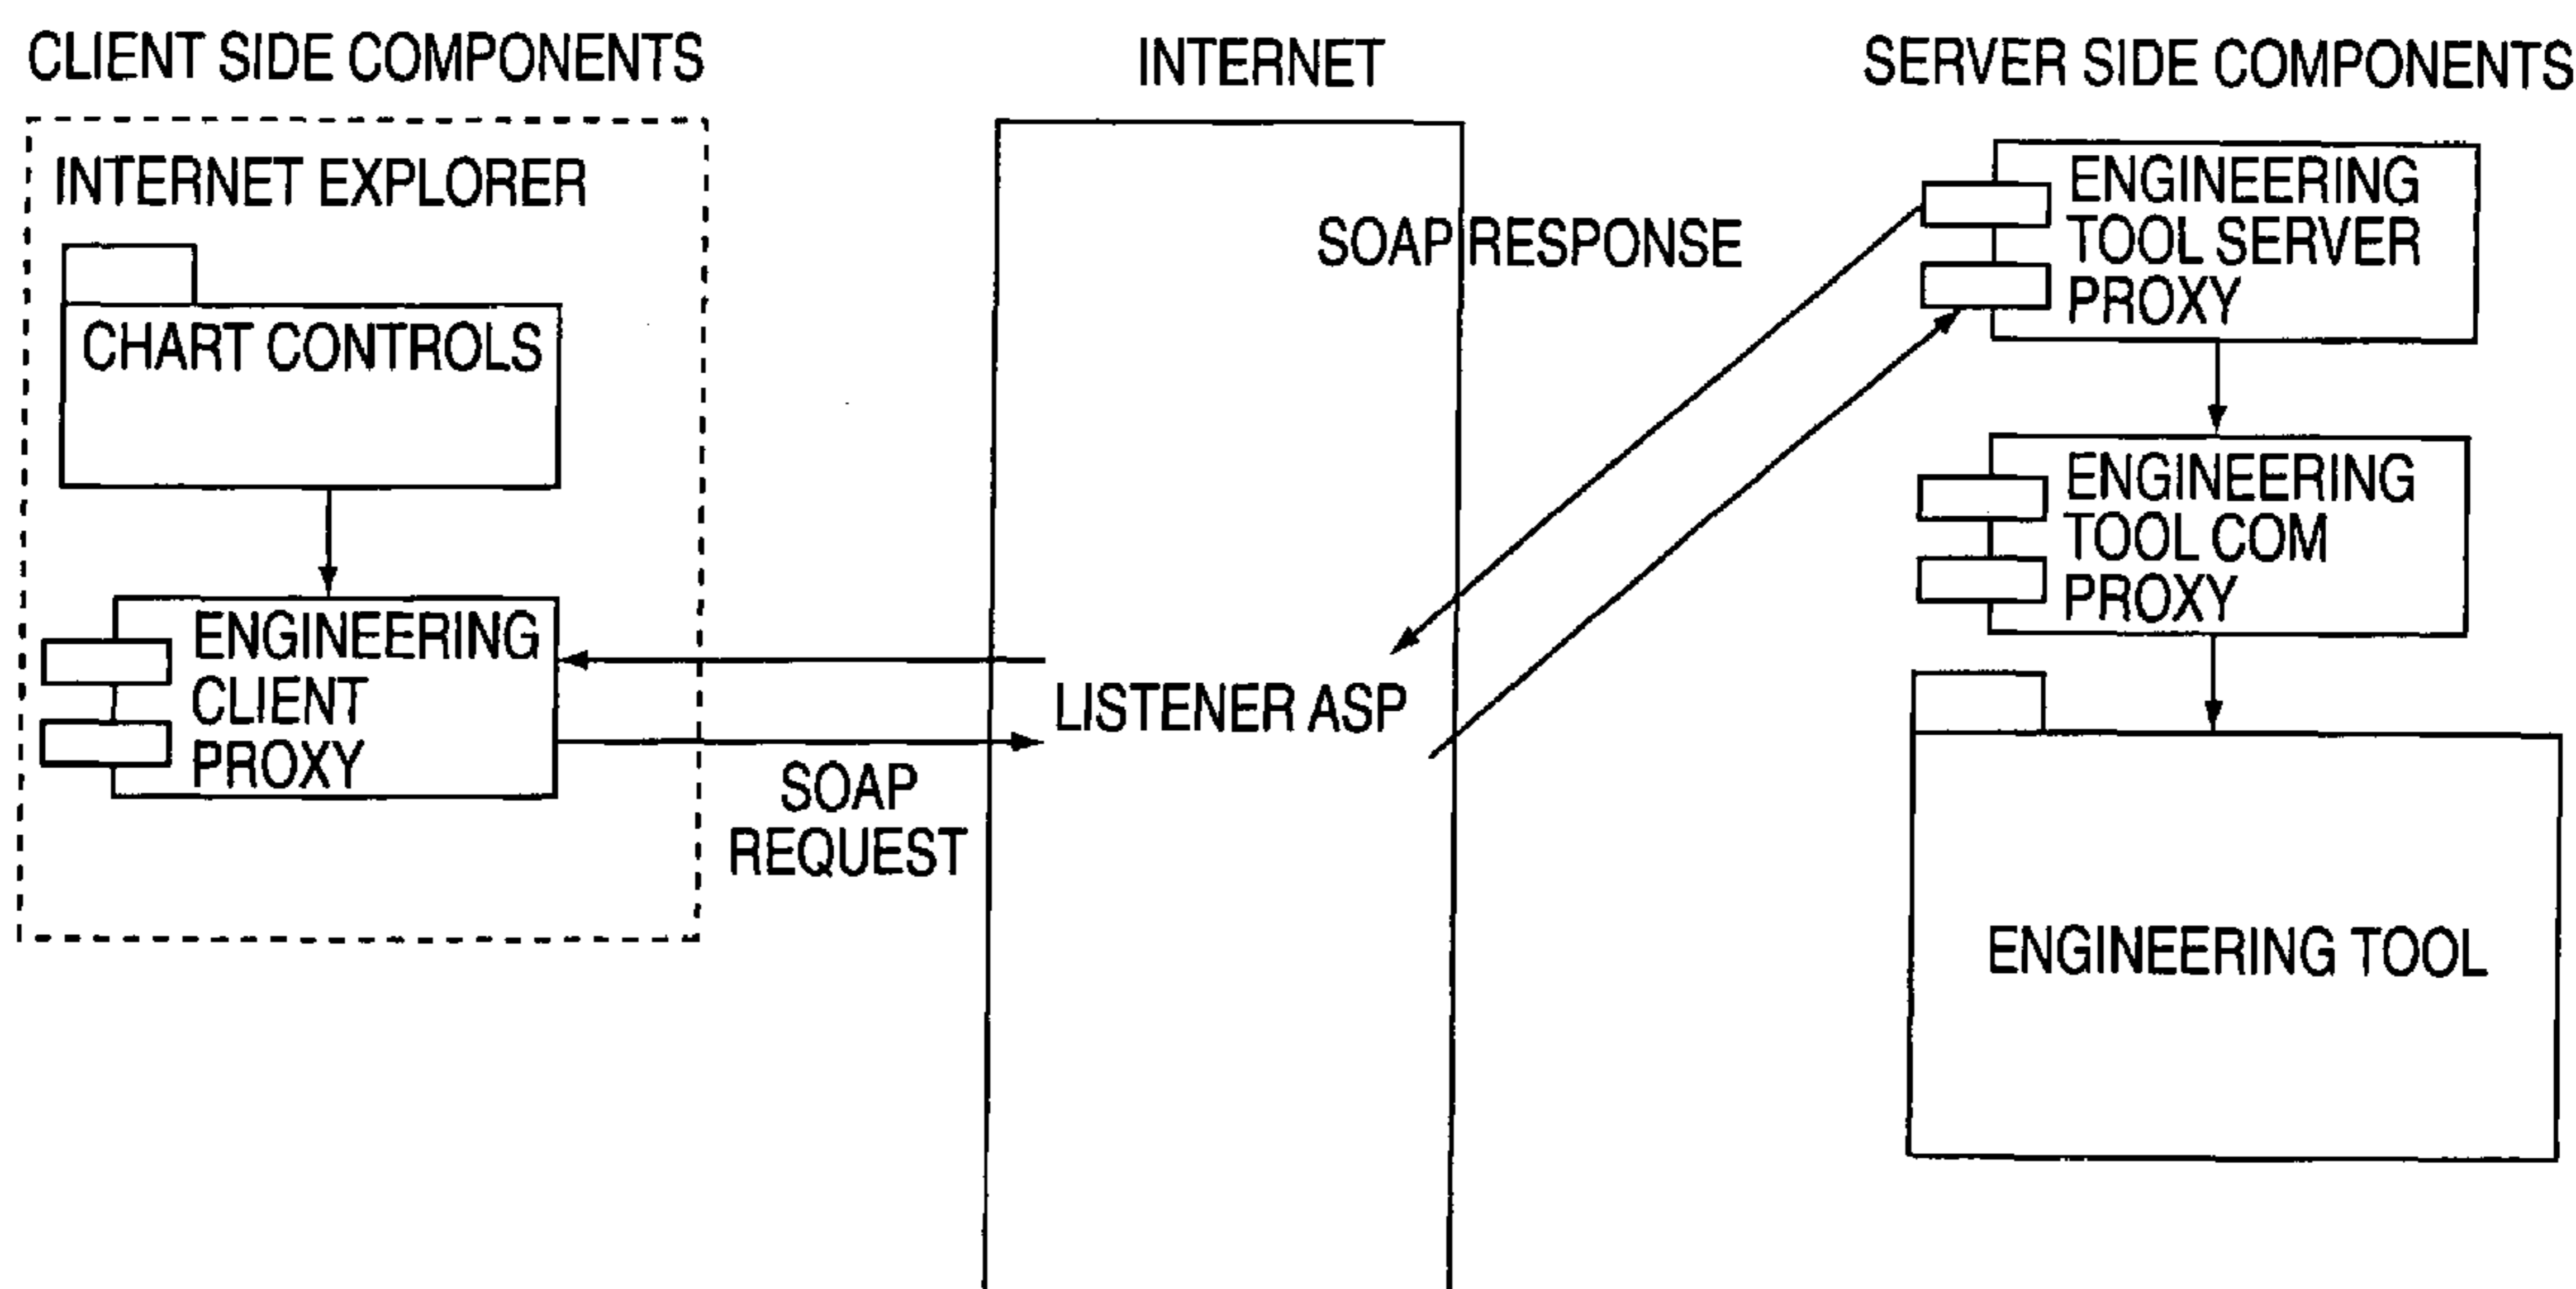 CLIENT SIDE COMPONENTS
INTERNET EXPLORER
CHART CONTROLS
ENGINEERING
CLIENT
PROXY
SOAP
REQUEST
INTERNET
SOAP RESPONSE
LISTENER ASP
SERVER SIDE COMPONENTS
ENGINEERING
TOOL SERVER
PROXY
ENGINEERING
TOOL COM
PROXY
ENGINEERING TOOL